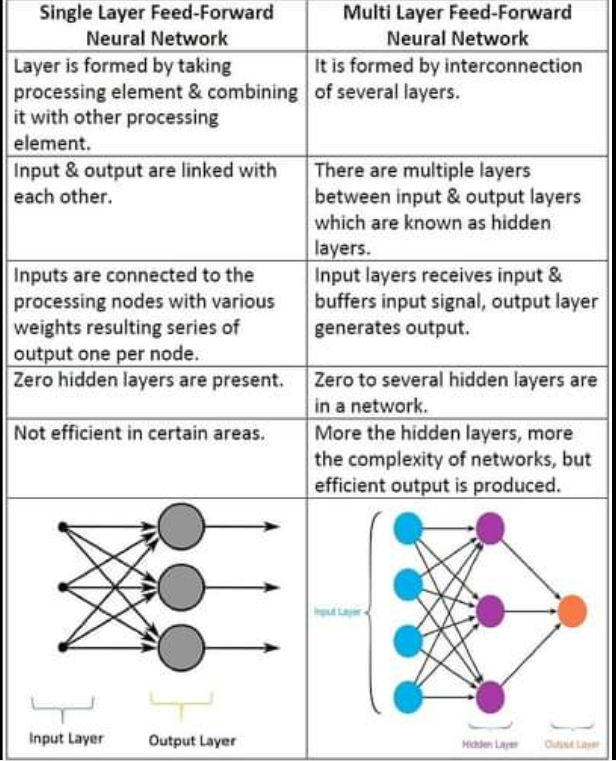 Single Layer Feed-Forward
Neural Network
Multi Layer Feed-Forward
Neural Network
Layer is formed by taking
processing element & combining
it with other processing
element.
It is formed by interconnection
of several layers.
Input & output are linked with
each other.
There are multiple layers
between input & output layers
which are known as hidden
layers.
Inputs are connected to the
processing nodes with various
weights resulting series of
output one per node.
Input layers receives input &
buffers input signal, output layer
generates output.
Zero hidden layers are present.
Zero to several hidden layers are
in a network.
Not efficient in certain areas.
More the hidden layers, more
the complexity of networks, but
efficient output is produced.
Input Layer
Output Layer
Input Layer
Hidden Layer
Output Layer